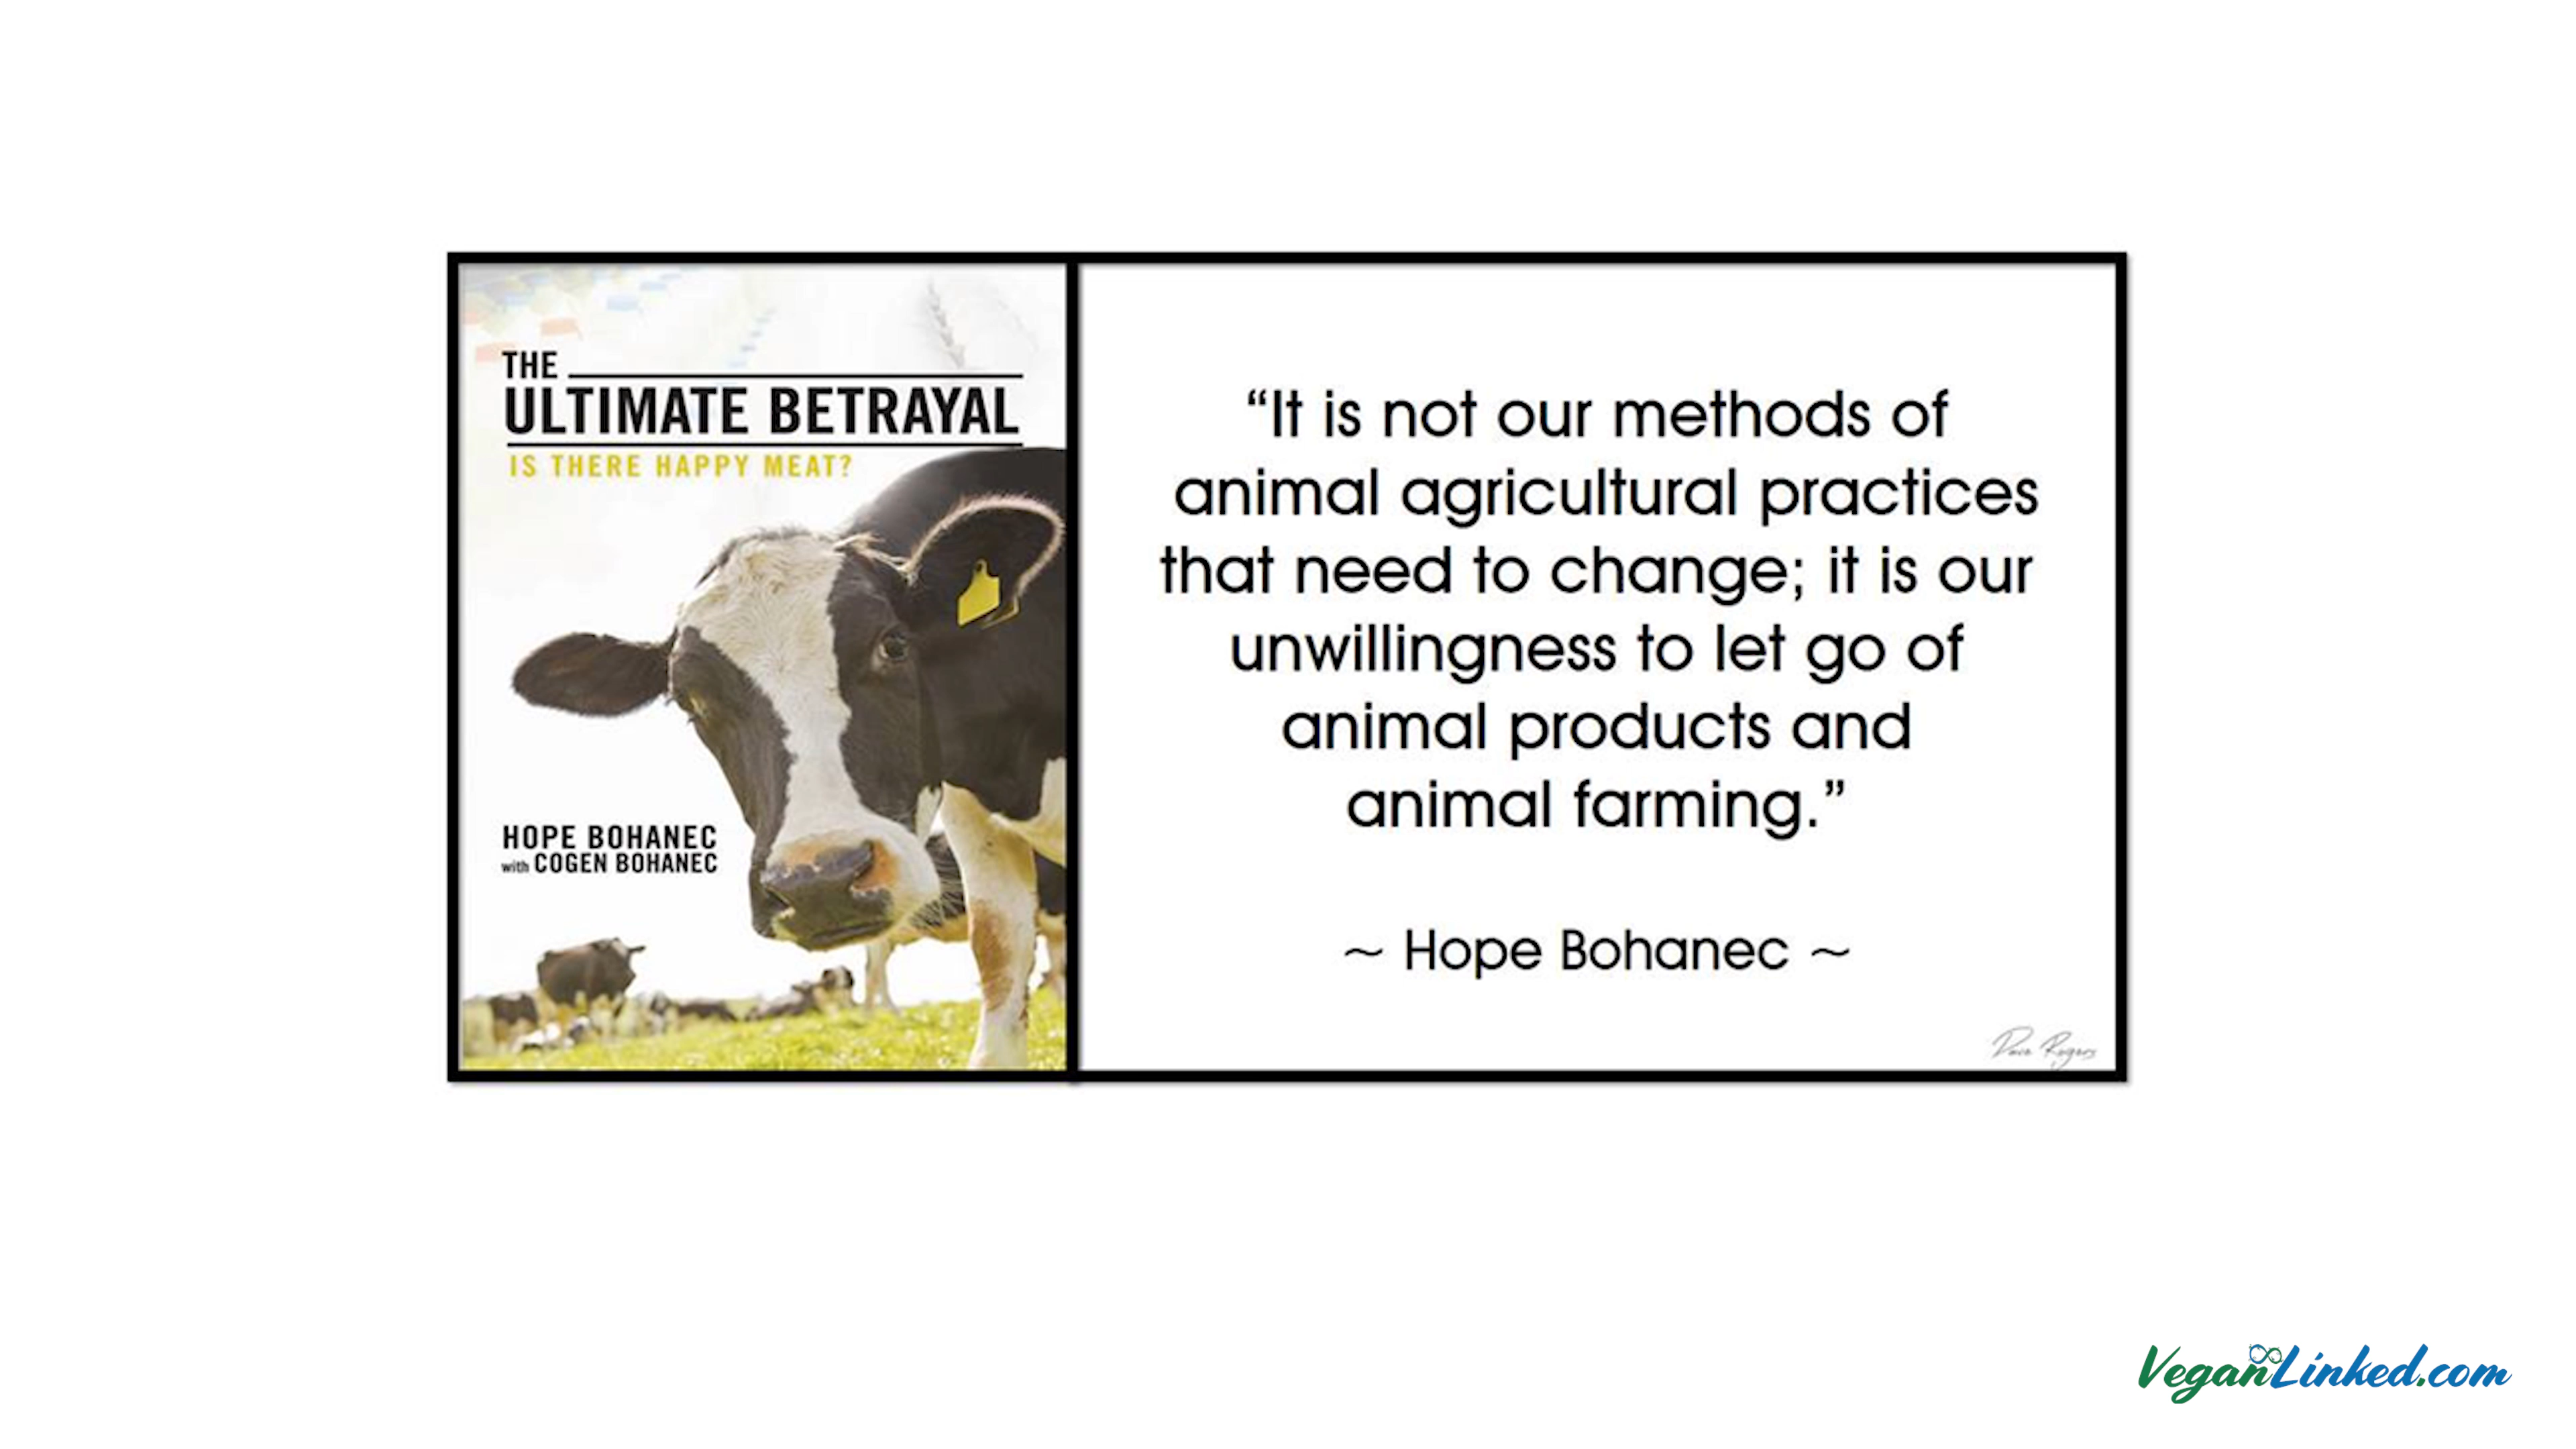 THE
ULTIMATE BETRAYAL
IS THERE HAPPY MEAT?
HOPE BOHANEC
with COGEN BOHANEC
“It is not our methods of
animal agricultural practices
that need to change; it is our
unwillingness to let go of
animal products and
animal farming.”
~ Hope Bohanec ~
Dave Rogers
VeganLinked.com